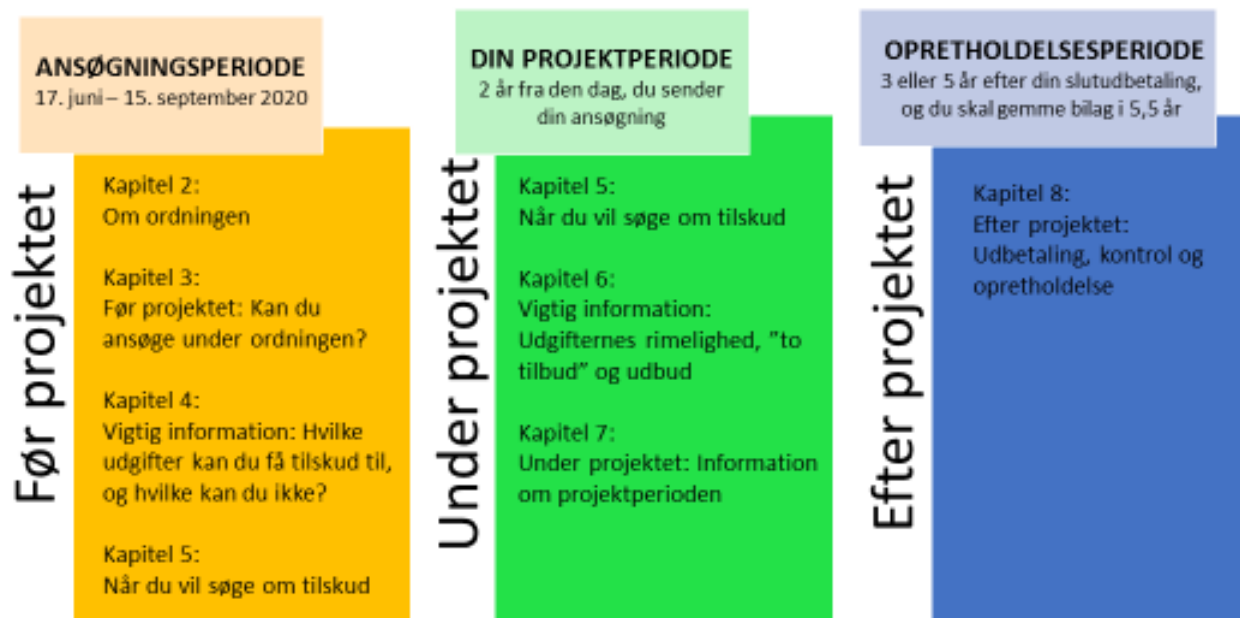 ANSØGNINGSPERIODE
17. juni – 15. september 2020
Før projektet
Kapitel 2:
Om ordningen
Kapitel 3:
Før projektet: Kan du
ansøge under ordningen?
Kapitel 4:
Vigtig information: Hvilke
udgifter kan du få tilskud til,
og hvilke kan du ikke?
Kapitel 5:
Når du vil søge om tilskud
DIN PROJEKTPERIODE
2 år fra den dag, du sender
din ansøgning
Under projektet
Kapitel 5:
Når du vil søge om tilskud
Kapitel 6:
Vigtig information:
Udgifternes rimelighed, ”to
tilbud” og udbud
Kapitel 7:
Under projektet: Information
om projektperioden
OPRETHOLDELSESPERIODE
3 eller 5 år efter din slutudbetaling,
og du skal gemme bilag i 5,5 år
Efter projektet
Kapitel 8:
Efter projektet:
Udbetaling, kontrol og
opretholdelse